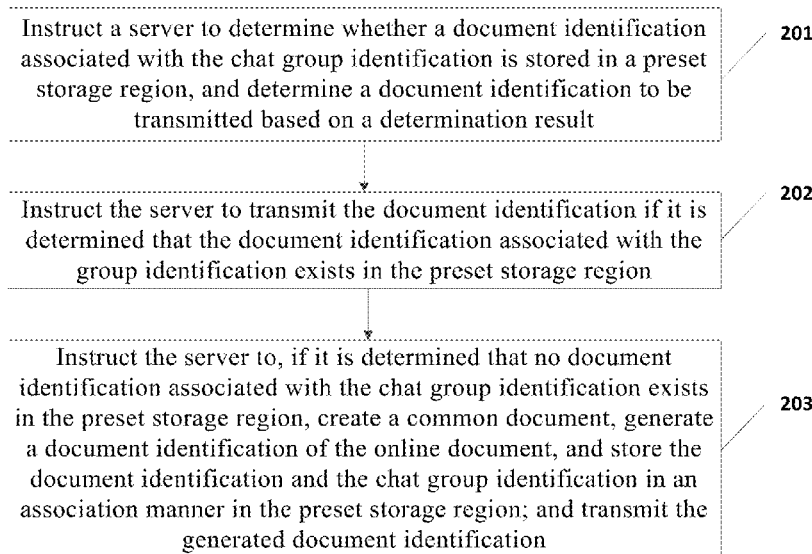 Instruct a server to determine whether a document identification
associated with the chat group identification is stored in a preset
storage region, and determine a document identification to be
transmitted based on a determination result
201
Instruct the server to transmit the document identification if it is
determined that the document identification associated with the
group identification exists in the preset storage region
202
Instruct the server to, if it is determined that no document
identification associated with the chat group identification exists
in the preset storage region, create a common document, generate
a document identification of the online document, and store the
document identification and the chat group identification in an
association manner in the preset storage region; and transmit the
generated document identification
203